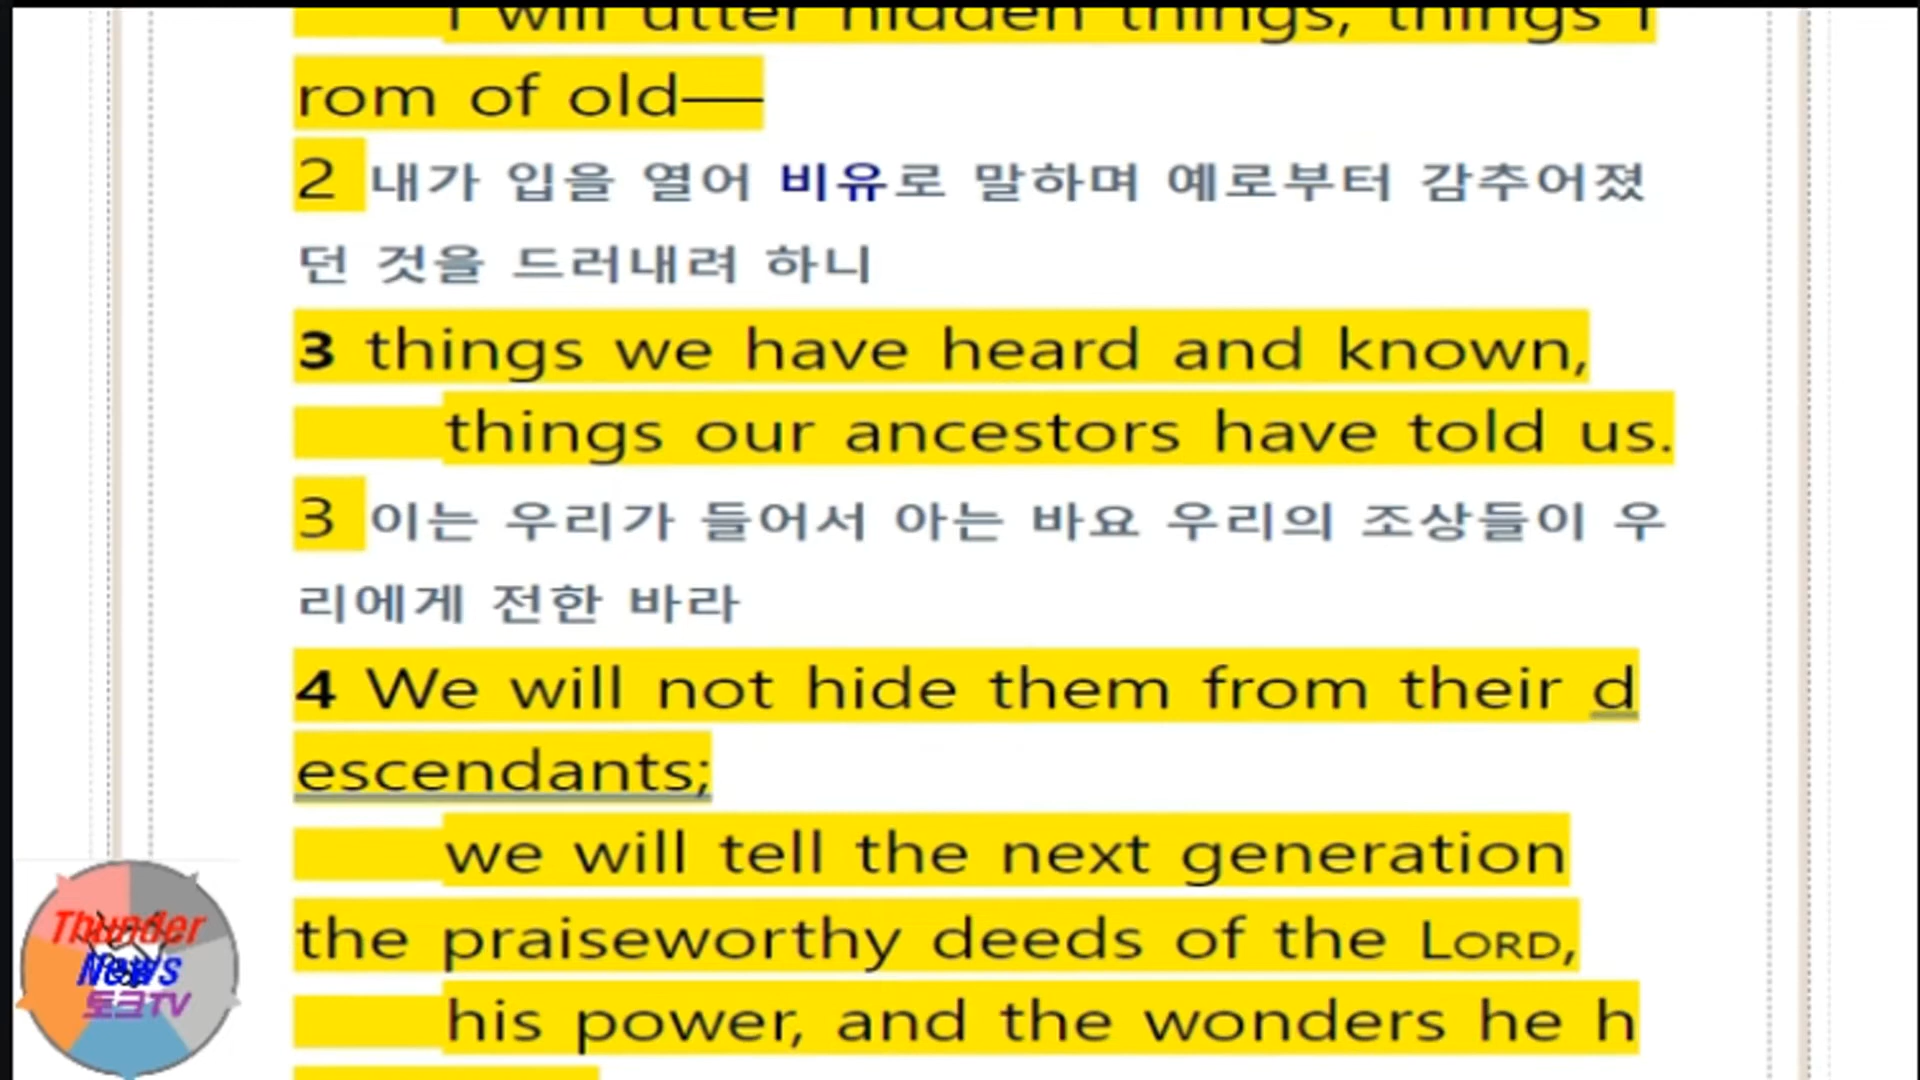 I will utter hidden things, things f
rom of old—
2 내가 입을 열어 비유로 말하며 예로부터 감추어졌
던 것을 드러내려 하니
3 things we have heard and known,
things our ancestors have told us.
3 이는 우리가 들어서 아는 바요 우리의 조상들이 우
리에게 전한 바라
4 We will not hide them from their d
escendants;
we will tell the next generation
the praiseworthy deeds of the LORD,
his power, and the wonders he h
Thunder
News
토크TV